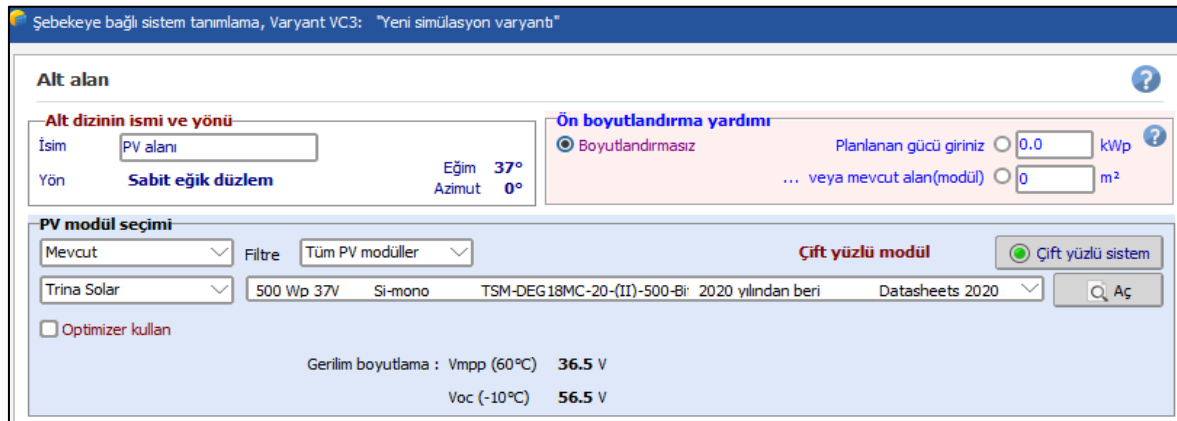 Şebekeye bağlı sistem tanımlama, Varyant VC3: "Yeni simülasyon varyantı"
Alt alan
Alt dizinin ismi ve yönü
İsim PV alanı
Yön Sabit eğik düzlem
Eğim 37°
Azimut 0°
Ön boyutlandırma yardımı
Boyutlandırmasız
Planlanan gücü giriniz 0.0 kWp
... veya mevcut alan(modül) 0 m²
PV modül seçimi
Mevcut Filtre Tüm PV modüller Çift yüzlü modül Çift yüzlü sistem
Trina Solar 500 Wp 37V Si-mono TSM-DEG18MC-20-(II)-500-Bi 2020 yılından beri Datasheets 2020 Aç
Optimizer kullan
Gerilim boyutlama : Vmpp (60°C) 36.5 V
Voc (-10°C) 56.5 V